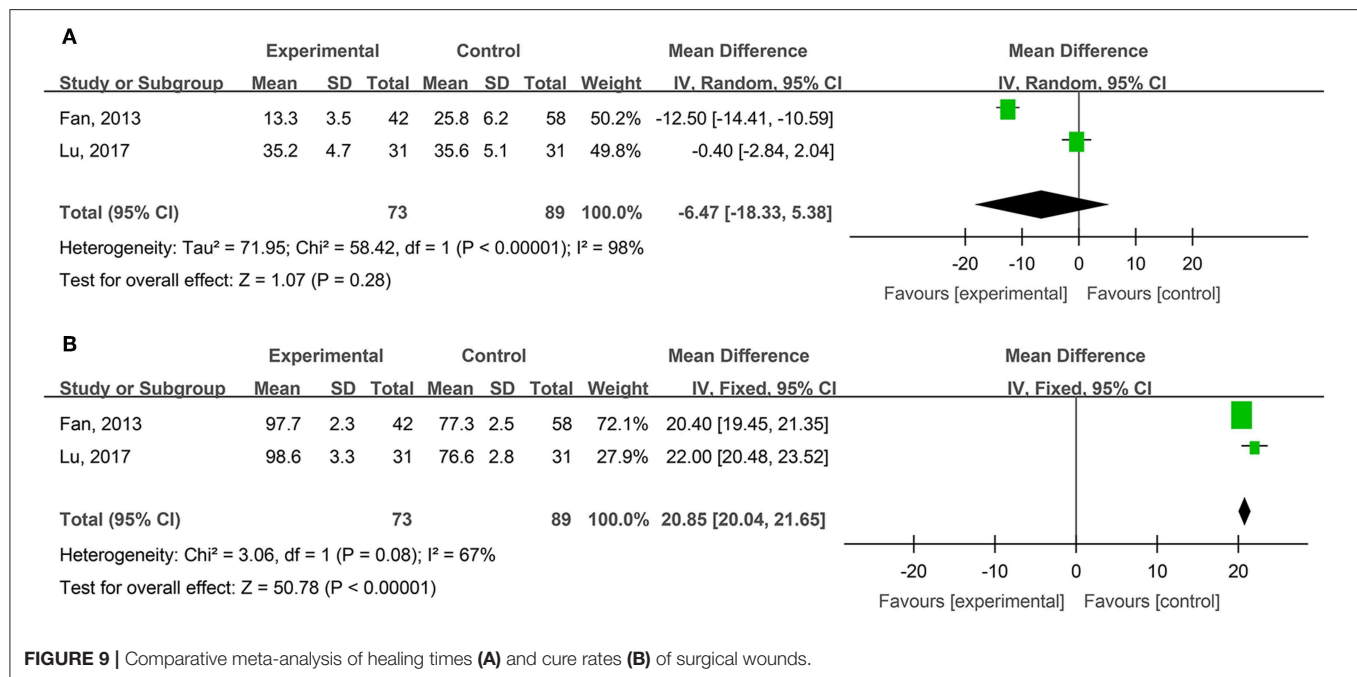 A
Experimental Control Mean Difference Mean Difference
Study or Subgroup Mean SD Total Mean SD Total Weight IV, Random, 95% CI IV, Random, 95% CI
Fan, 2013 13.3 3.5 42 25.8 6.2 58 50.2% -12.50 [-14.41, -10.59]
Lu, 2017 35.2 4.7 31 35.6 5.1 31 49.8% -0.40 [-2.84, 2.04]
Total (95% CI) 73 89 100.0% -6.47 [-18.33, 5.38]
Heterogeneity: Tau² = 71.95; Chi² = 58.42, df = 1 (P < 0.00001); I² = 98%
Test for overall effect: Z = 1.07 (P = 0.28)
-20 -10 0 10 20
Favours [experimental] Favours [control]
B
Experimental Control Mean Difference Mean Difference
Study or Subgroup Mean SD Total Mean SD Total Weight IV, Fixed, 95% CI IV, Fixed, 95% CI
Fan, 2013 97.7 2.3 42 77.3 2.5 58 72.1% 20.40 [19.45, 21.35]
Lu, 2017 98.6 3.3 31 76.6 2.8 31 27.9% 22.00 [20.48, 23.52]
Total (95% CI) 73 89 100.0% 20.85 [20.04, 21.65]
Heterogeneity: Chi² = 3.06, df = 1 (P = 0.08); I² = 67%
Test for overall effect: Z = 50.78 (P < 0.00001)
-20 -10 0 10 20
Favours [experimental] Favours [control]
FIGURE 9 | Comparative meta-analysis of healing times (A) and cure rates (B) of surgical wounds.